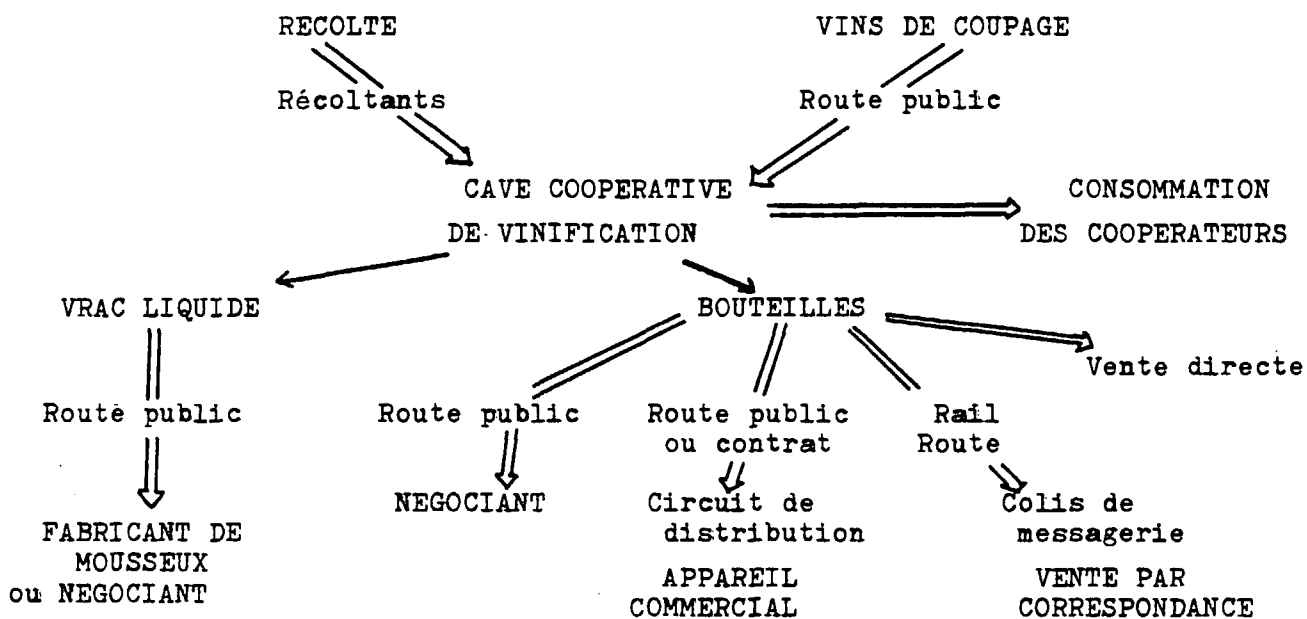 RECOLTE
VINS DE COUPAGE
Récoltants
Route public
CAVE COOPERATIVE
DE VINIFICATION
CONSOMMATION
DES COOPERATEURS
VRAC LIQUIDE
BOUTEILLES
Vente directe
Route public
Route public
Route public
ou contrat
Rail
Route
FABRICANT DE
MOUSSEUX
ou NEGOCIANT
NEGOCIANT
Circuit de
distribution
APPAREIL
COMMERCIAL
Colis de
messagerie
VENTE PAR
CORRESPONDANCE